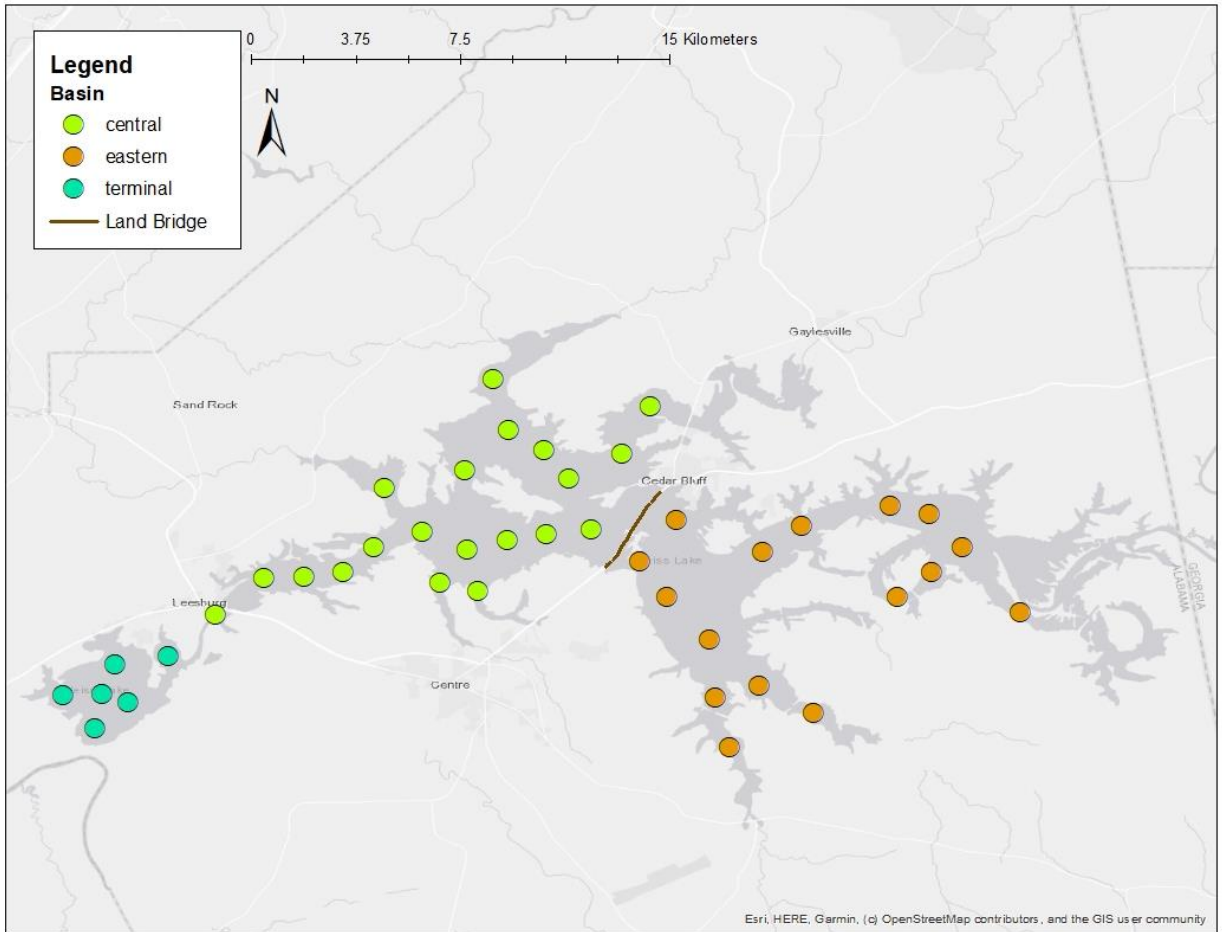 0 3.75 7.5 15 Kilometers
Legend
Basin
central
eastern
terminal
Land Bridge
N
Gaylesville
Sand Rock
Cedar Bluff
Lake
GEORGIA
ALABAMA
Leesburg
Centre
Esri, HERE, Garmin, (c) OpenStreetMap contributors, and the GIS user community